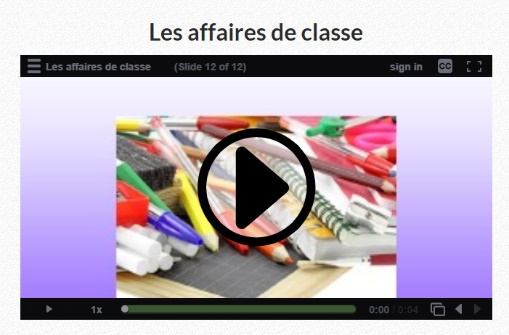 Les affaires de classe
Les affaires de classe (Slide 12 of 12) sign in CC
1x 0:00 / 0:04